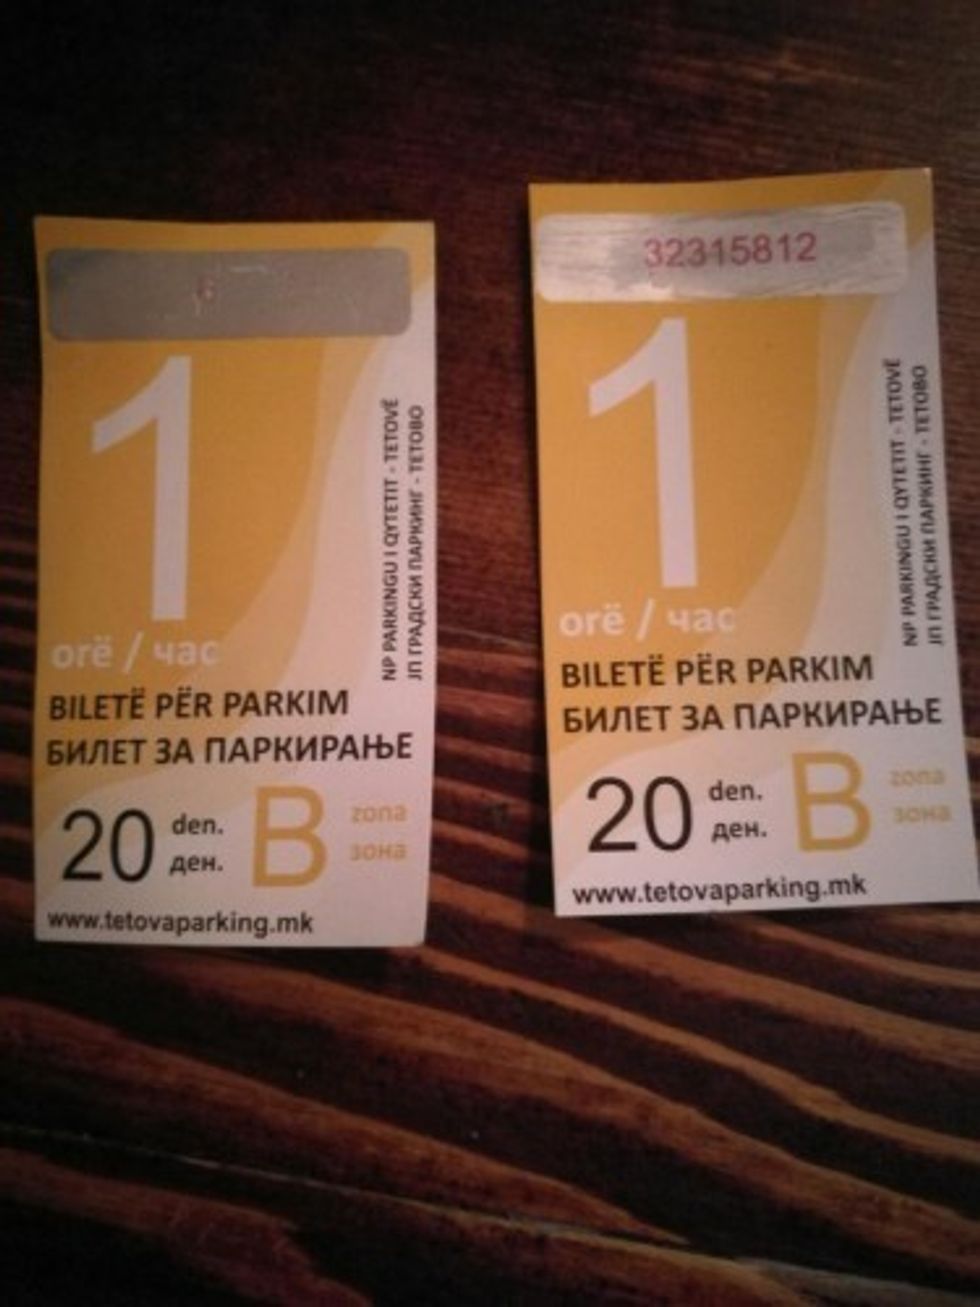 6
1
orë / час
BILETË PËR PARKIM
БИЛЕТ ЗА ПАРКИРАЊЕ
20 den. B zona
ден. зона
www.tetovaparking.mk
NP PARKINGU I QYTETIT - TETOVË
ЈП ГРАДСКИ ПАРКИНГ - ТЕТОВО
32315812
1
orë / час
BILETË PËR PARKIM
БИЛЕТ ЗА ПАРКИРАЊЕ
20 den. B zona
ден. зона
www.tetovaparking.mk
NP PARKINGU I QYTETIT - TETOVË
ЈП ГРАДСКИ ПАРКИНГ - ТЕТОВО